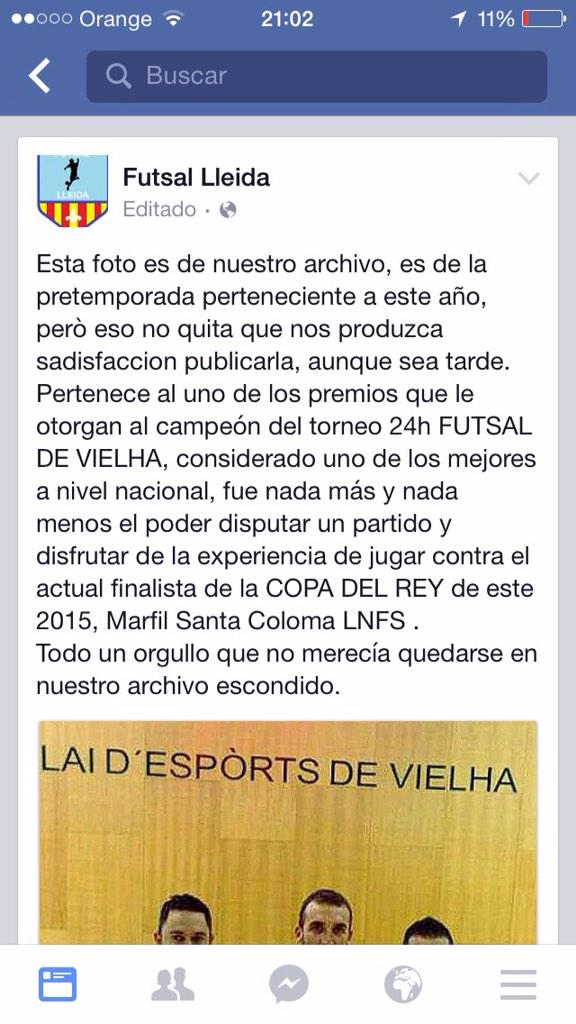 Orange 21:02 11%
Buscar
LLEIDA
Futsal Lleida
Editado ·
Esta foto es de nuestro archivo, es de la
pretemporada perteneciente a este año,
però eso no quita que nos produzca
sadisfaccion publicarla, aunque sea tarde.
Pertenece al uno de los premios que le
otorgan al campeón del torneo 24h FUTSAL
DE VIELHA, considerado uno de los mejores
a nivel nacional, fue nada más y nada
menos el poder disputar un partido y
disfrutar de la experiencia de jugar contra el
actual finalista de la COPA DEL REY de este
2015, Marfil Santa Coloma LNFS .
Todo un orgullo que no merecía quedarse en
nuestro archivo escondido.
LAI D´ESPÒRTS DE VIELHA